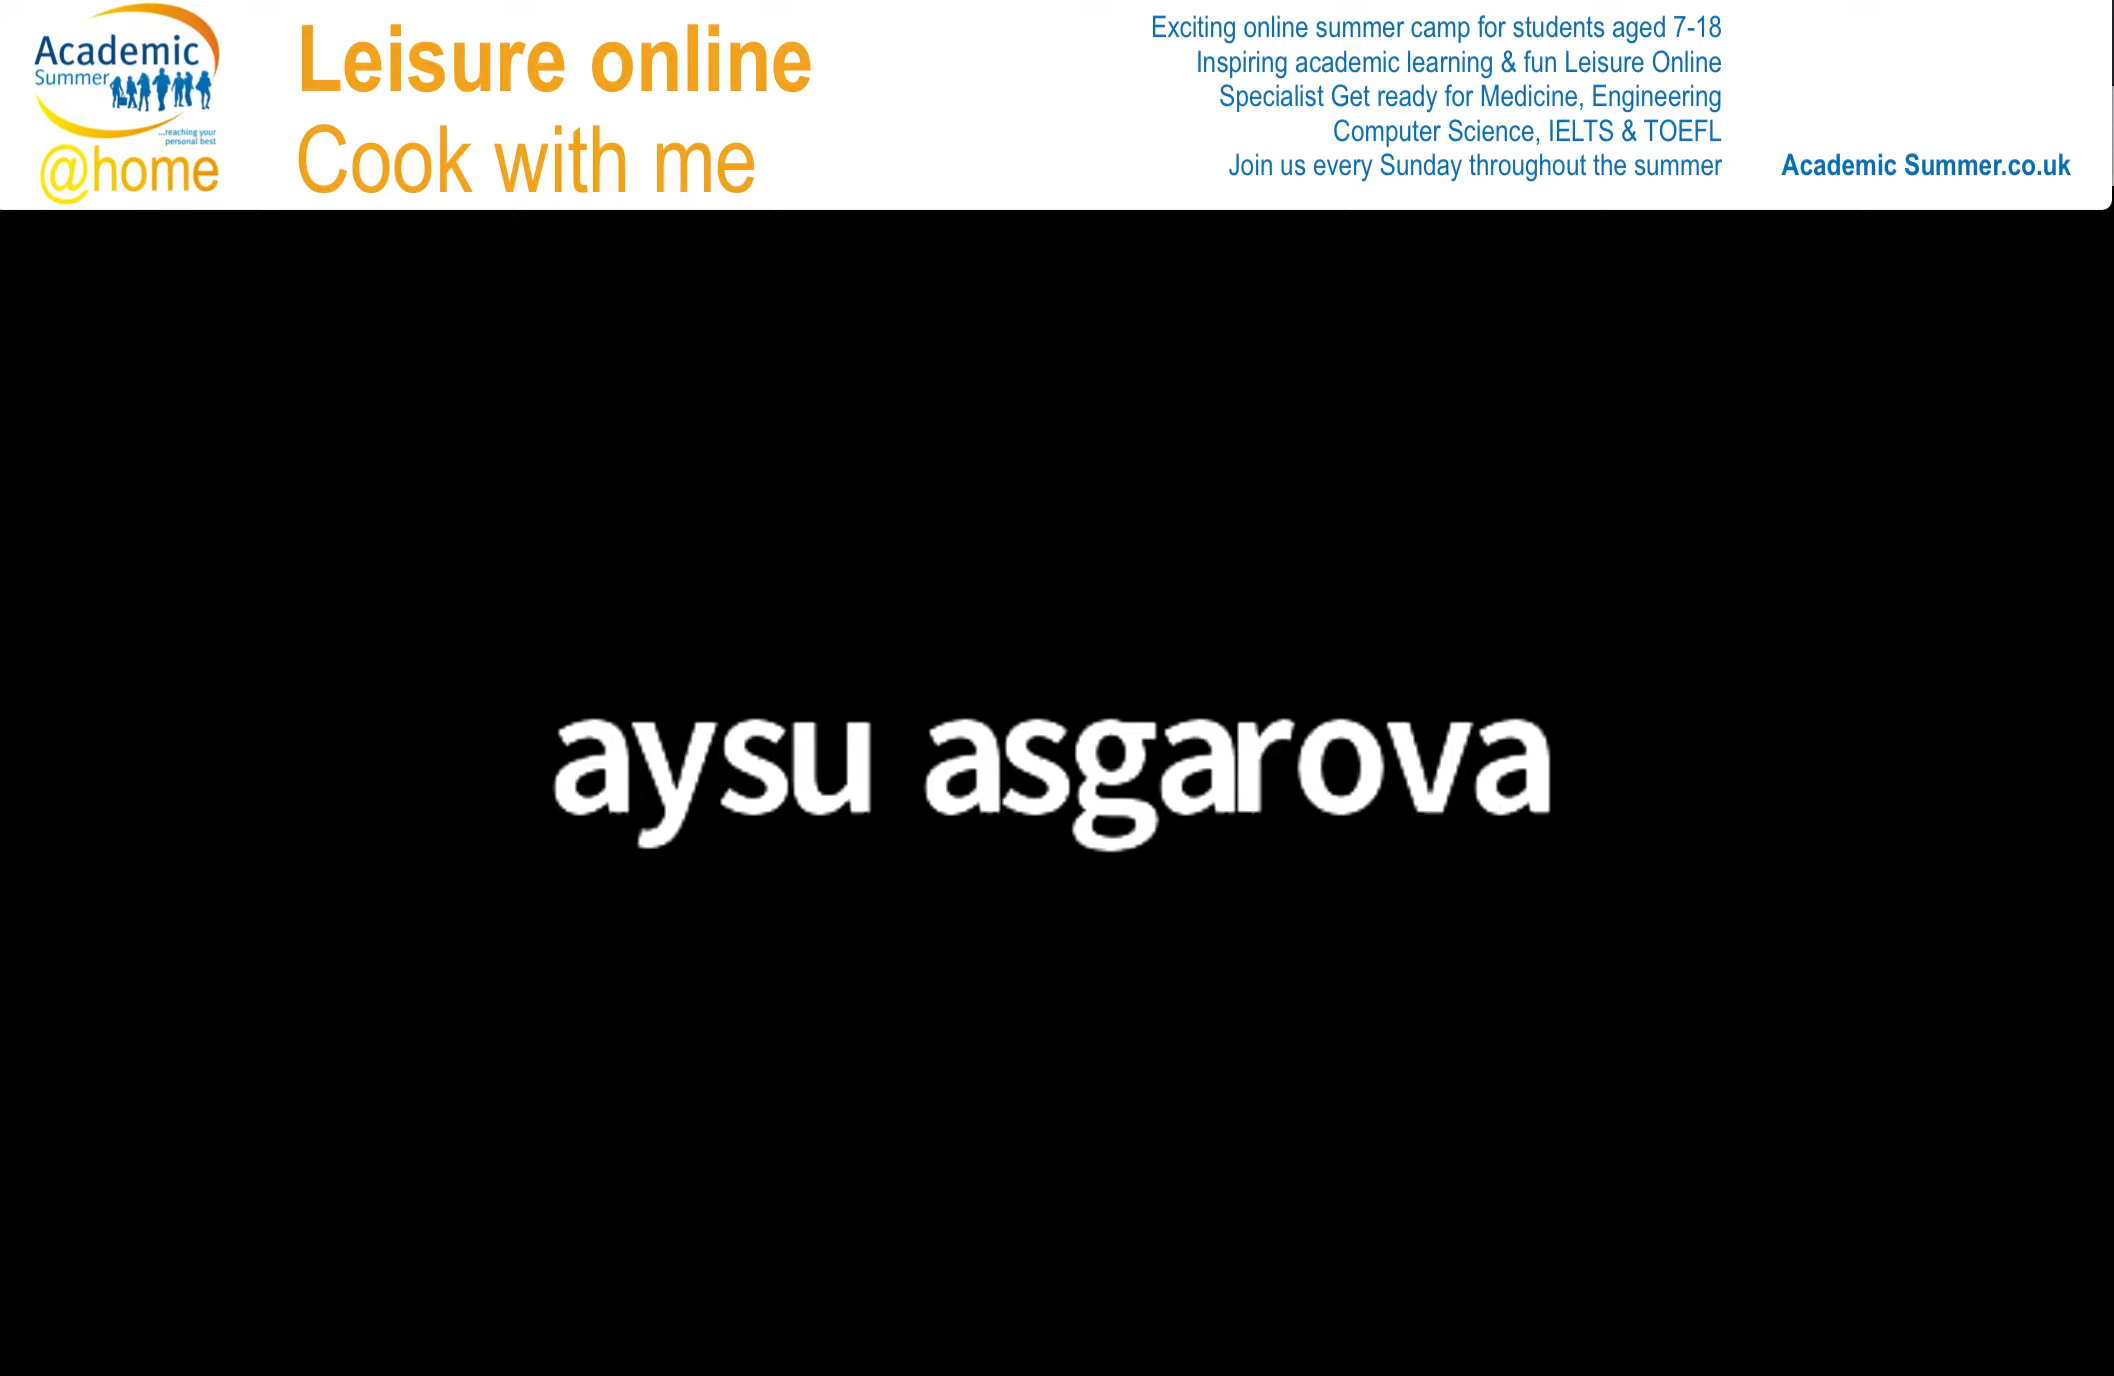 Academic
Summer
...reaching your
personal best
@home
Leisure online
Cook with me
Exciting online summer camp for students aged 7-18
Inspiring academic learning & fun Leisure Online
Specialist Get ready for Medicine, Engineering
Computer Science, IELTS & TOEFL
Join us every Sunday throughout the summer
Academic Summer.co.uk
aysu asgarova